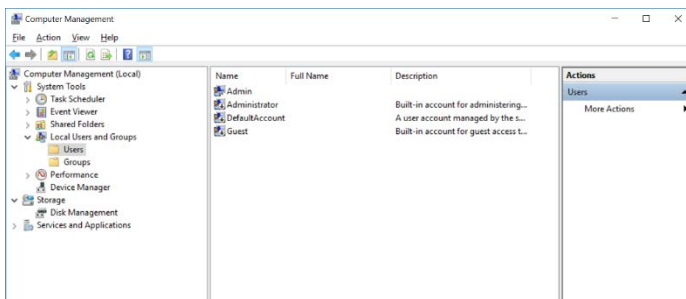 Computer Management
File Action View Help
Computer Management (Local)
System Tools
Task Scheduler
Event Viewer
Shared Folders
Local Users and Groups
Users
Groups
Performance
Device Manager
Storage
Disk Management
Services and Applications
Name Full Name Description
Admin
Administrator Built-in account for administering...
DefaultAccount A user account managed by the s...
Guest Built-in account for guest access t...
Actions
Users
More Actions